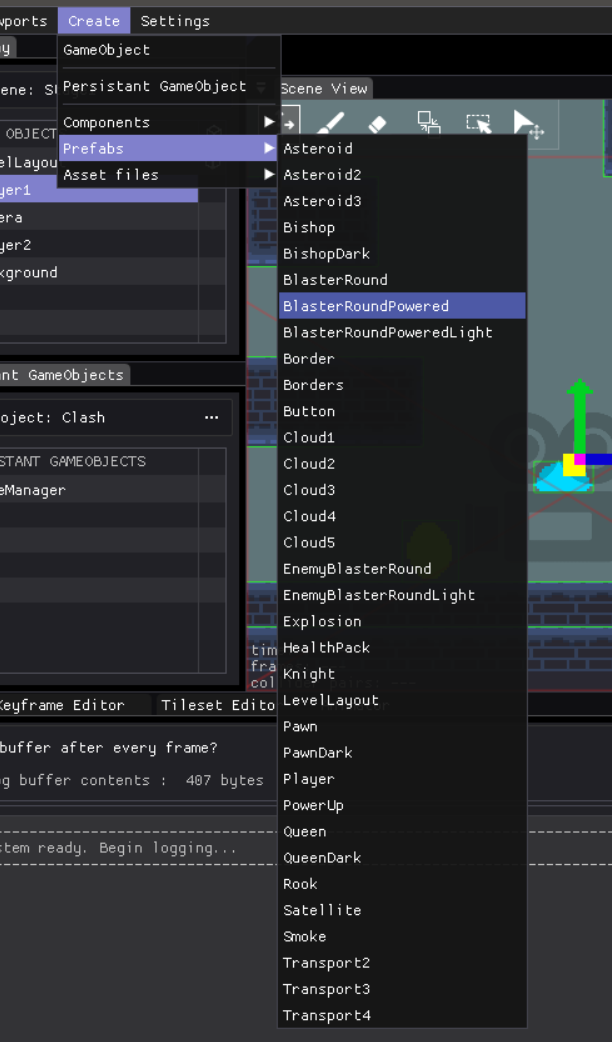 wports Create Settings
ay
GameObject
ene: S
Persistant GameObject
Scene View
Components
OBJECT
Prefabs
elLayou
Asset files
yer1
era
yer2
kground
Asteroid
Asteroid2
Asteroid3
Bishop
BishopDark
BlasterRound
BlasterRoundPowered
BlasterRoundPoweredLight
Border
Borders
Button
Cloud1
Cloud2
Cloud3
Cloud4
Cloud5
EnemyBlasterRound
EnemyBlasterRoundLight
Explosion
HealthPack
Knight
LevelLayout
Pawn
PawnDark
Player
PowerUp
Queen
QueenDark
Rook
Satellite
Smoke
Transport2
Transport3
Transport4
nt GameObjects
oject: Clash ...
STANT GAMEOBJECTS
eManager
tim
fra
col
Keyframe Editor Tileset Edito
buffer after every frame?
g buffer contents : 407 bytes
tem ready. Begin logging...